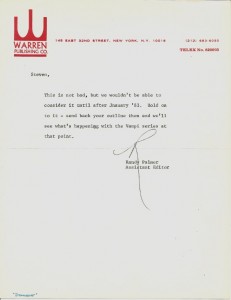 WARREN
PUBLISHING CO.
145 EAST 32ND STREET, NEW YORK, N.Y. 10016
TELEX No.
Steven,
This is not bad, but we wouldn't be able to
consider it until after January '83. Hold on
to it - send back your outline then and we'll
see what's happening with the Vampi series at
that point.
Randy Palmer
Assistant Editor